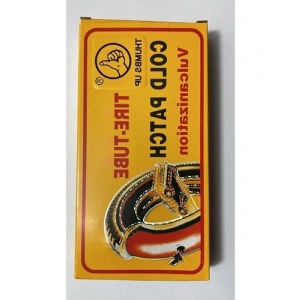 Vulcanization
COLD PATCH
TIRE-TUBE
THUMBS UP
®